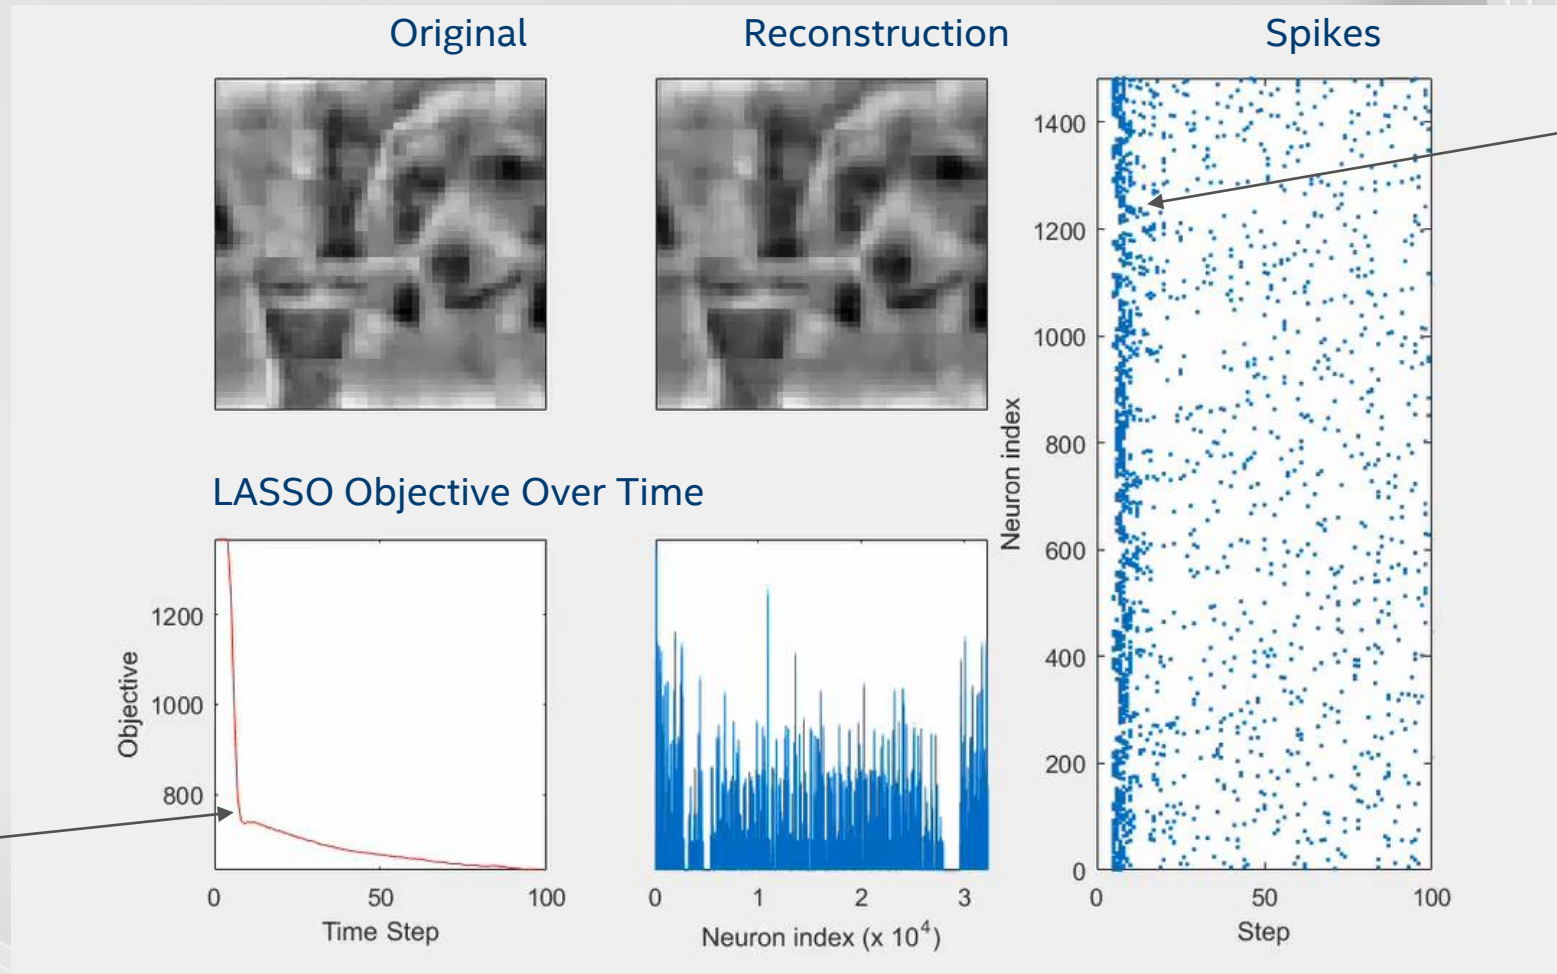 Original
Reconstruction
Spikes
1400
1200
1000
800
600
400
200
0
Neuron index
0 50 100
Step
LASSO Objective Over Time
1200
1000
800
Objective
0 50 100
Time Step
0 1 2 3
Neuron index (x 10⁴)